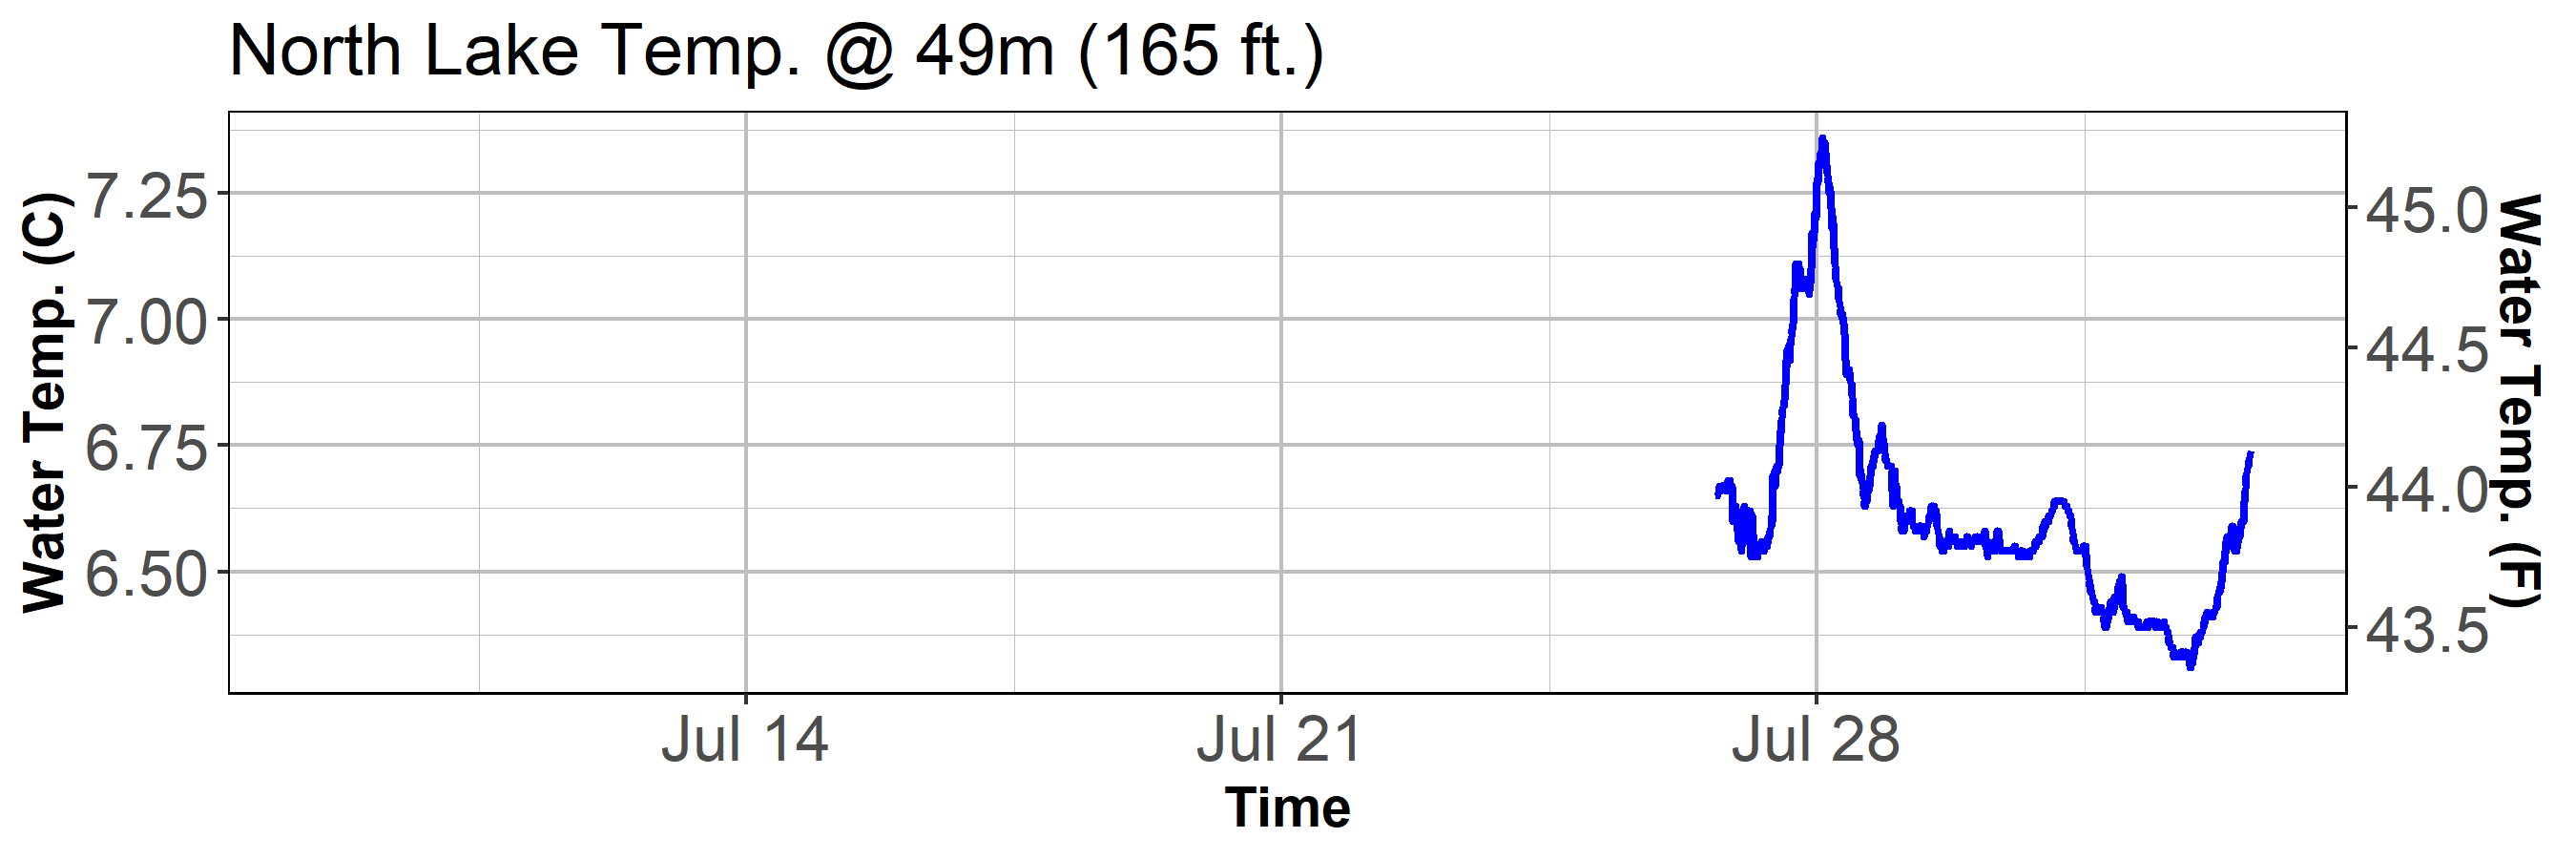 North Lake Temp. @ 49m (165 ft.)
Water Temp. (C)
7.25
7.00
6.75
6.50
45.0
44.5
44.0
43.5
Water Temp. (F)
Jul 14
Jul 21
Jul 28
Time